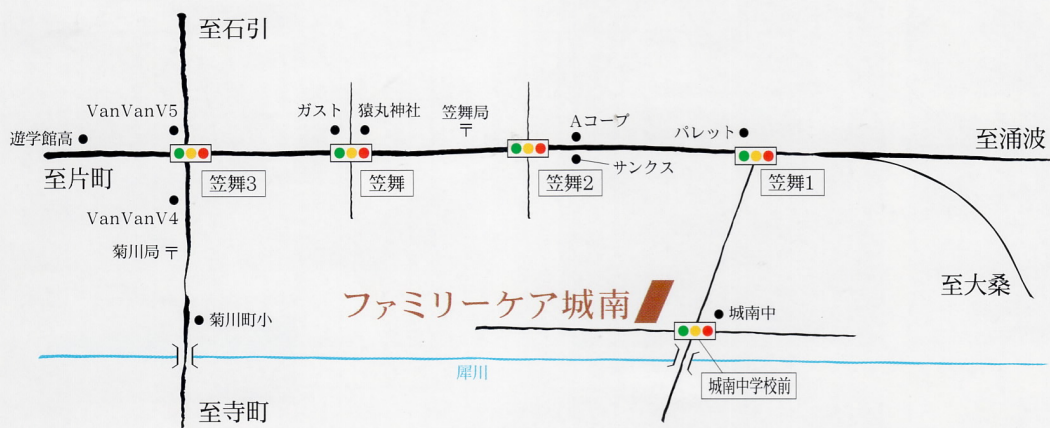 至石引
VanVanV5
ガスト
猿丸神社
笠舞局
〒
Aコープ
パレット
遊学館高
至涌波
至片町
笠舞3
笠舞
笠舞2
サンクス
笠舞1
VanVanV4
菊川局 〒
至大桑
ファミリーケア城南
菊川町小
城南中
犀川
城南中学校前
至寺町